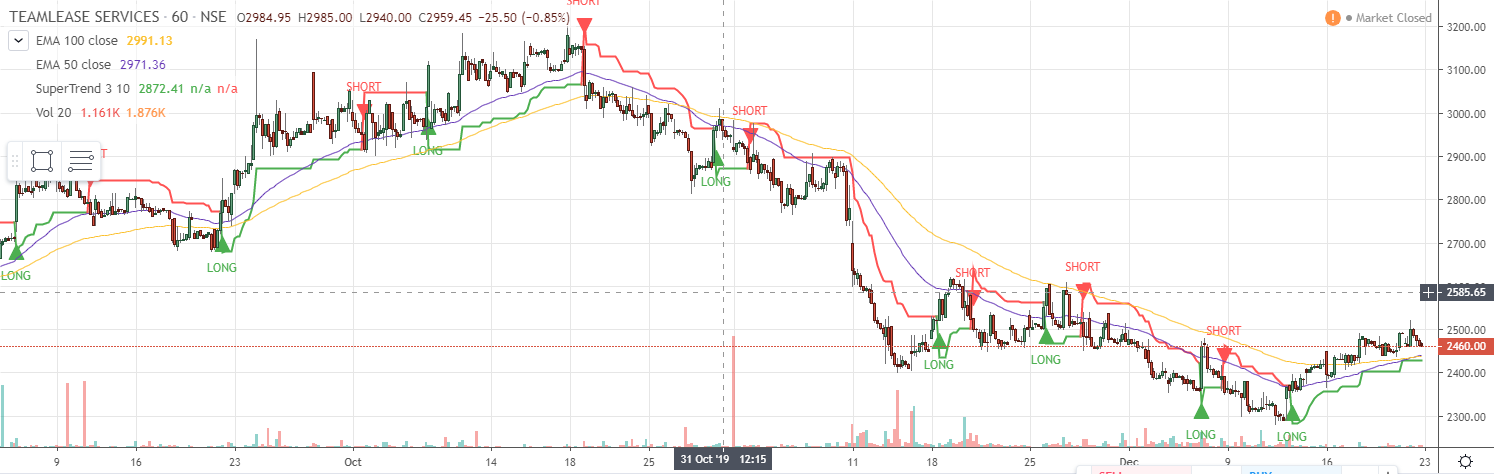 SHORT
TEAMLEASE SERVICES · 60 · NSE O2984.95 H2985.00 L2940.00 C2959.45 −25.50 (−0.85%)
Market Closed
EMA 100 close 2991.13
EMA 50 close 2971.36
SuperTrend 3 10 2872.41 n/a n/a
Vol 20 1.161K 1.876K
SHORT
SHORT
LONG
LONG
LONG
LONG
SHORT
SHORT
SHORT
LONG
LONG
LONG
LONG
3200.00
3100.00
3000.00
2900.00
2800.00
2700.00
2585.65
2500.00
2460.00
2400.00
2300.00
9 16 23 Oct 14 18 25 31 Oct '19 12:15 11 18 25 Dec 9 16 23
SELL BUY